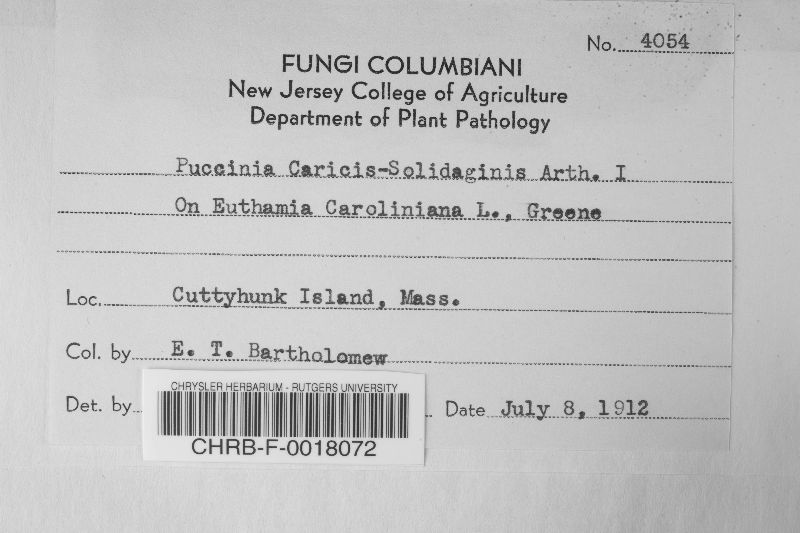 No. 4054
FUNGI COLUMBIANI
New Jersey College of Agriculture
Department of Plant Pathology
Puccinia Caricis-Solidaginis Arth. I
On Euthamia Caroliniana L., Greene
Loc. Cuttyhunk Island, Mass.
Col. by E. T. Bartholomew
Det. by Date July 8, 1912
CHRYSLER HERBARIUM - RUTGERS UNIVERSITY
CHRB-F-0018072